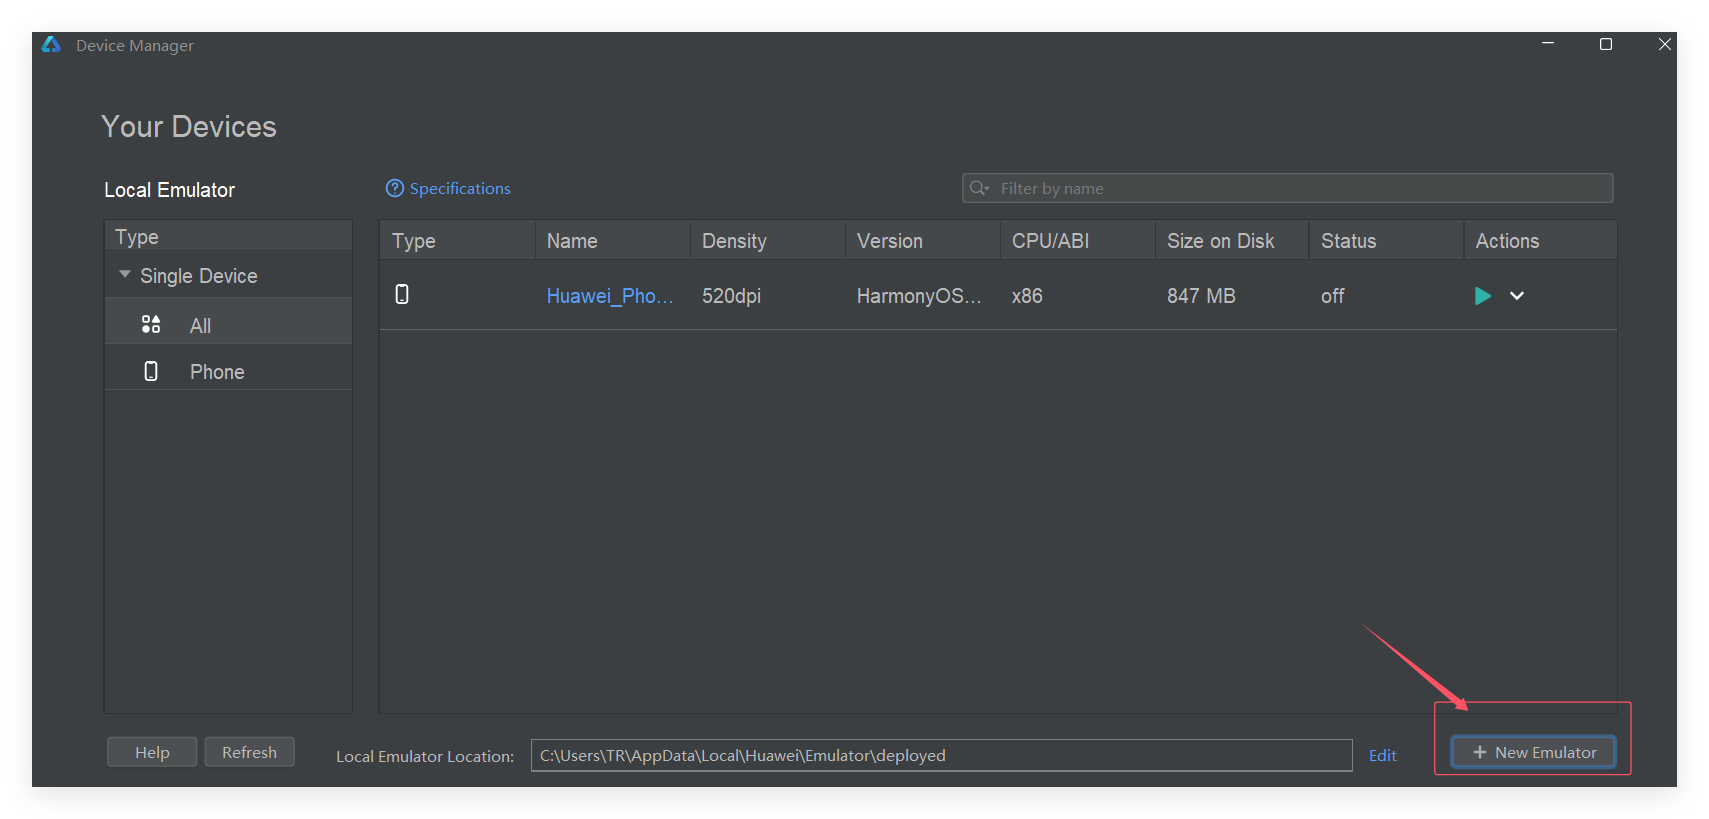 Device Manager
Your Devices
Local Emulator
Specifications
Filter by name
Type
Single Device
All
Phone
Type Name Density Version CPU/ABI Size on Disk Status Actions
Huawei_Pho... 520dpi HarmonyOS... x86 847 MB off
Help Refresh Local Emulator Location: C:\Users\TR\AppData\Local\Huawei\Emulator\deployed Edit + New Emulator